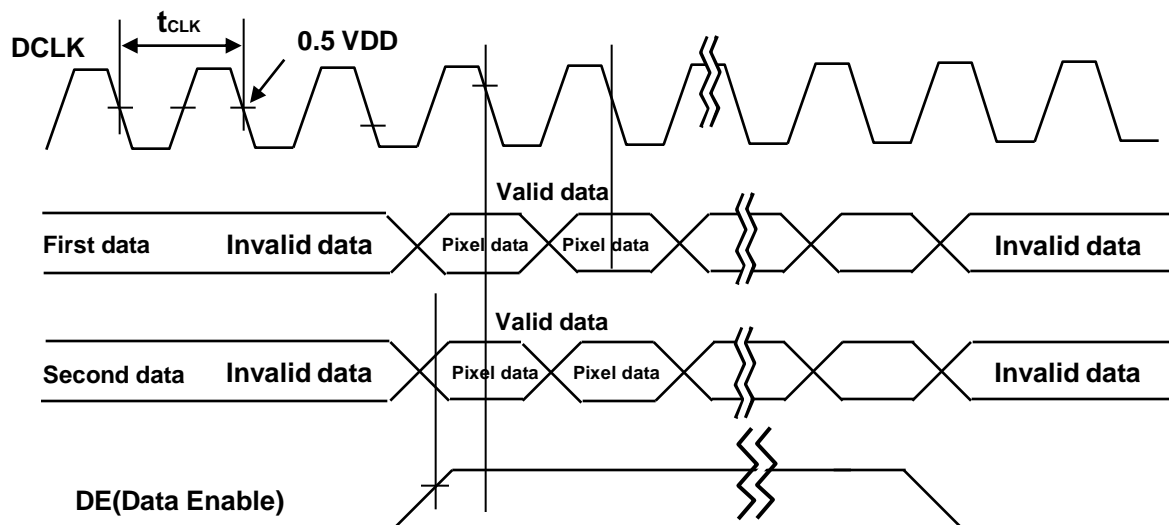 tCLK
DCLK
0.5 VDD
Valid data
First data
Invalid data
Pixel data
Pixel data
Invalid data
Valid data
Second data
Invalid data
Pixel data
Pixel data
Invalid data
DE(Data Enable)